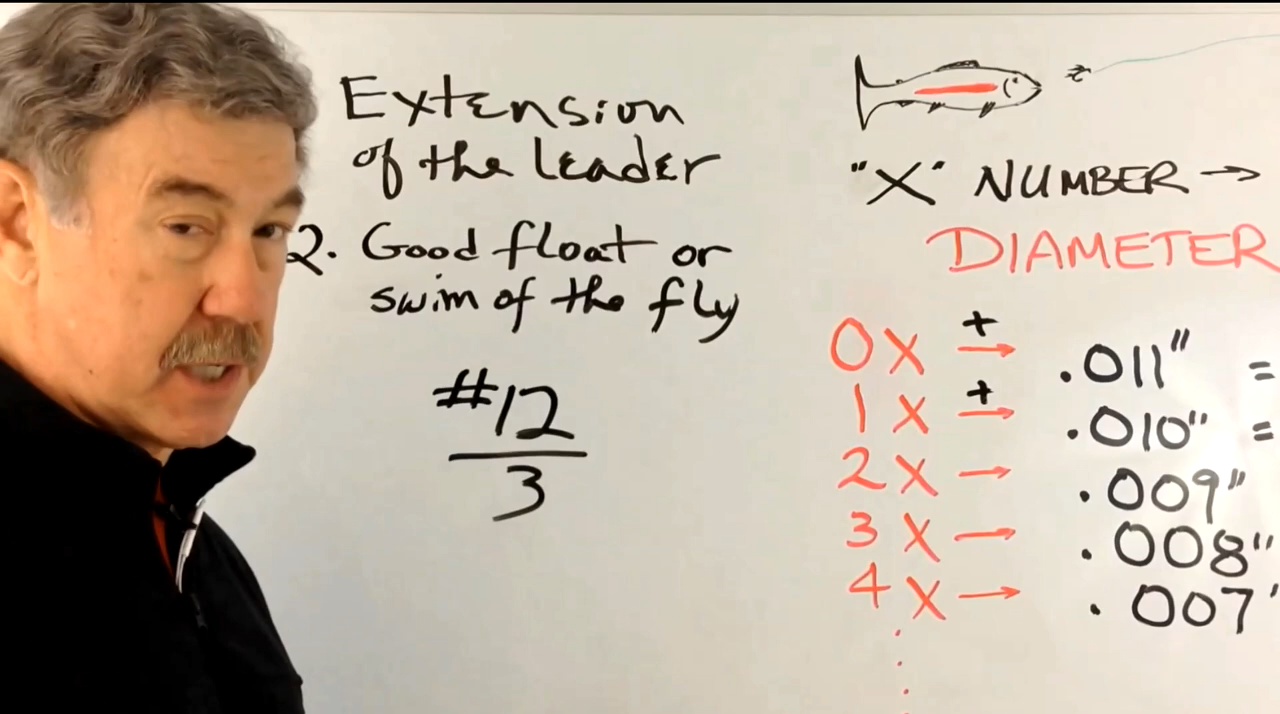 Extension
of the leader
2. Good float or
swim of the fly
#12
3
"X" NUMBER →
DIAMETER
0X + → .011" =
1X + → .010" =
2X → .009"
3X → .008"
4X → .007"